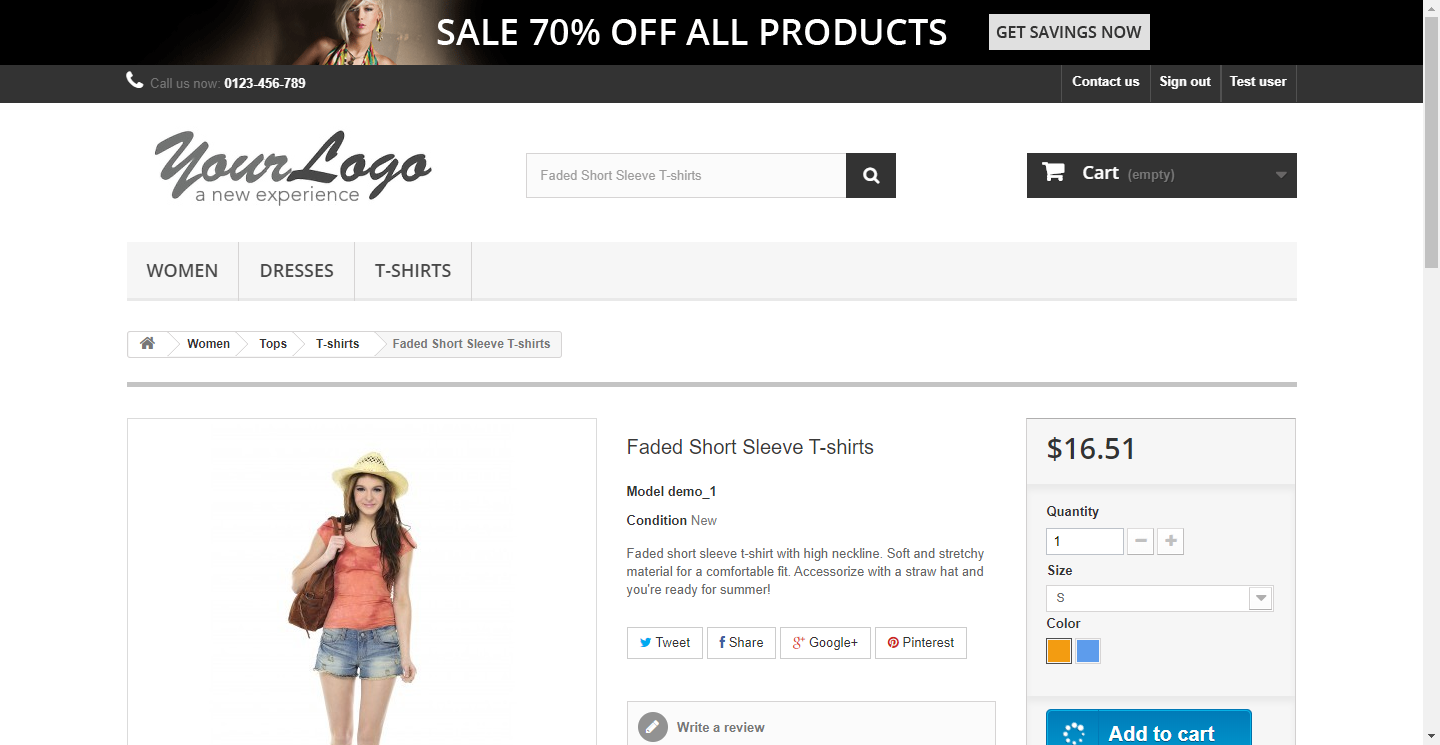 SALE 70% OFF ALL PRODUCTS
GET SAVINGS NOW
Call us now: 0123-456-789
Contact us
Sign out
Test user
YourLogo
a new experience
Faded Short Sleeve T-shirts
Cart (empty)
WOMEN
DRESSES
T-SHIRTS
Women
Tops
T-shirts
Faded Short Sleeve T-shirts
Faded Short Sleeve T-shirts
Model demo_1
Condition New
Faded short sleeve t-shirt with high neckline. Soft and stretchy
material for a comfortable fit. Accessorize with a straw hat and
you're ready for summer!
Tweet
Share
Google+
Pinterest
Write a review
$16.51
Quantity
1
Size
S
Color
Add to cart